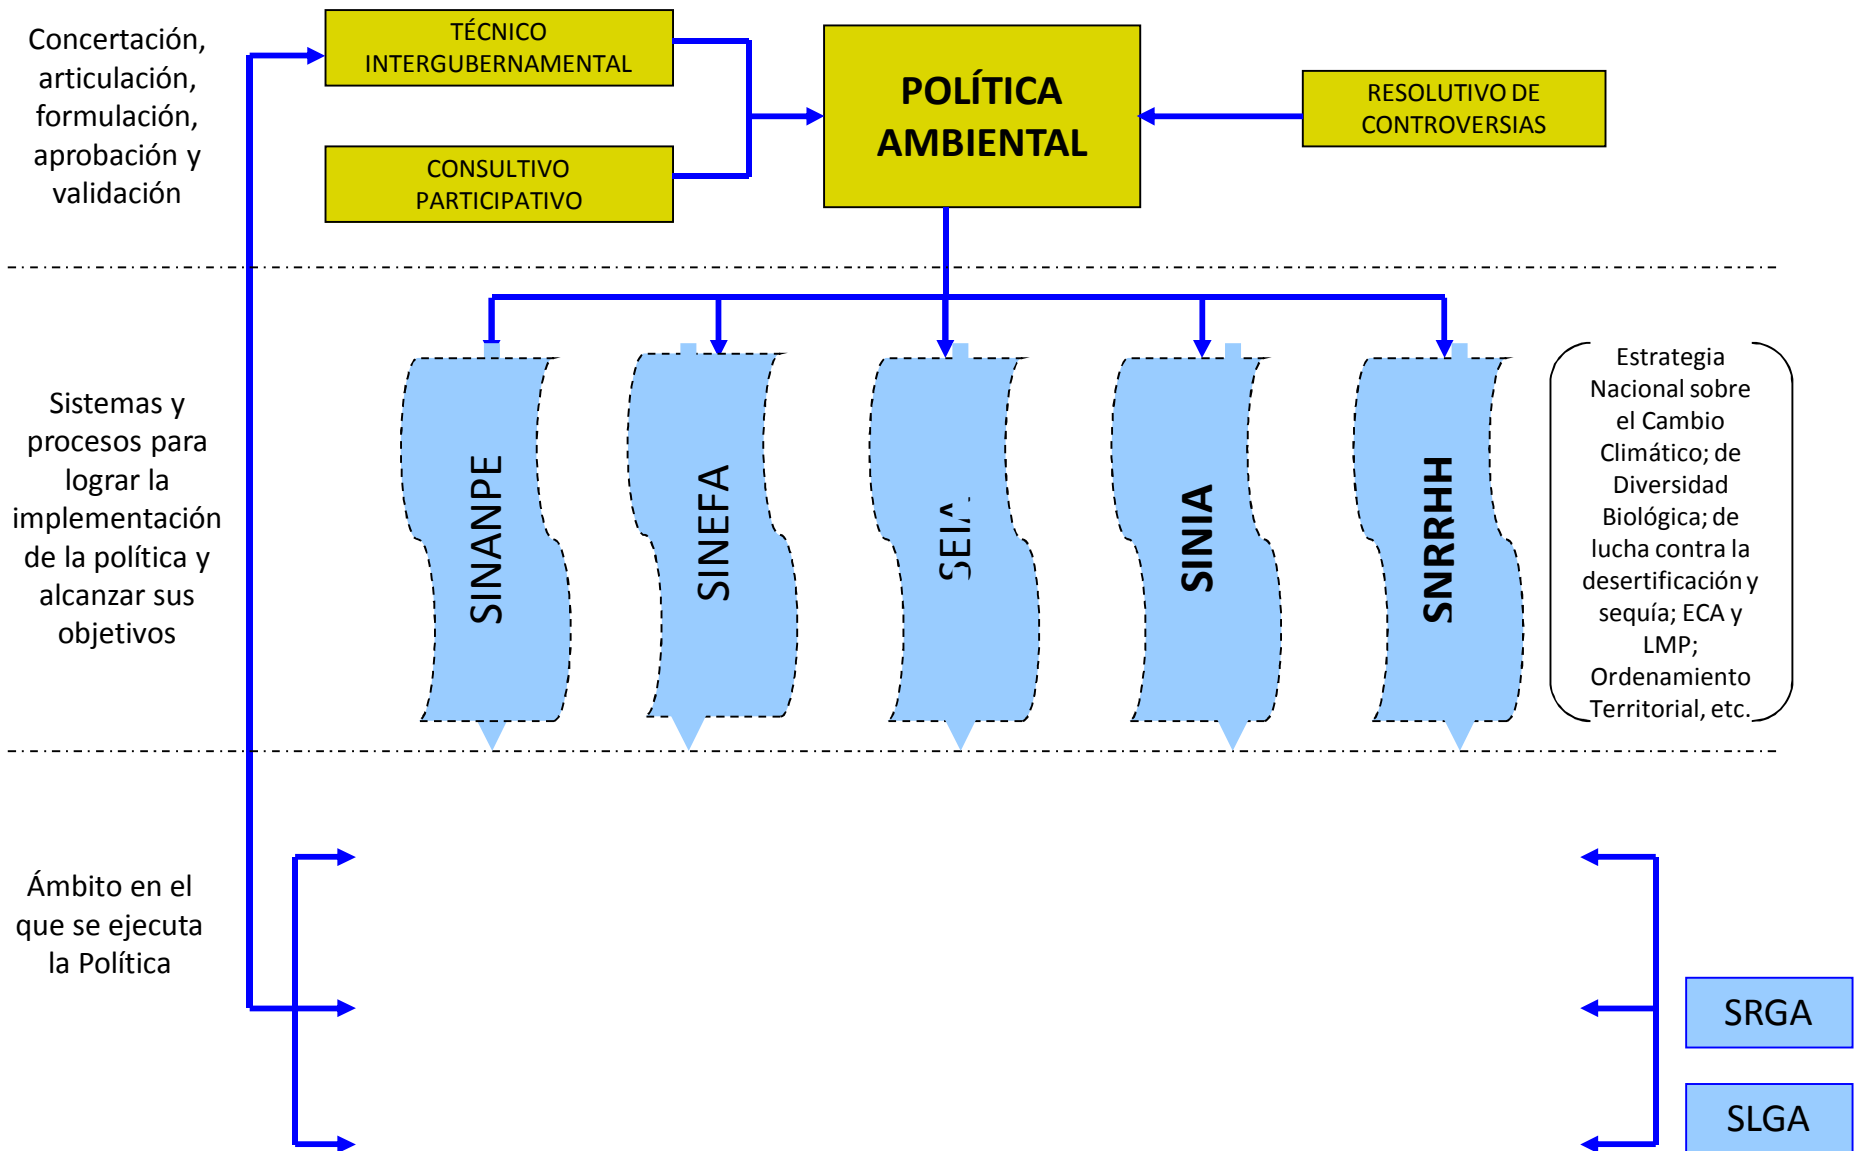 Concertación,
articulación,
formulación,
aprobación y
validación
TÉCNICO
INTERGUBERNAMENTAL
CONSULTIVO
PARTICIPATIVO
POLÍTICA
AMBIENTAL
RESOLUTIVO DE
CONTROVERSIAS
Sistemas y
procesos para
lograr la
implementación
de la política y
alcanzar sus
objetivos
SINANPE
SINEFA
SEIA
SINIA
SNRRHH
Estrategia
Nacional sobre
el Cambio
Climático; de
Diversidad
Biológica; de
lucha contra la
desertificación y
sequía; ECA y
LMP;
Ordenamiento
Territorial, etc.
Ámbito en el
que se ejecuta
la Política
SRGA
SLGA